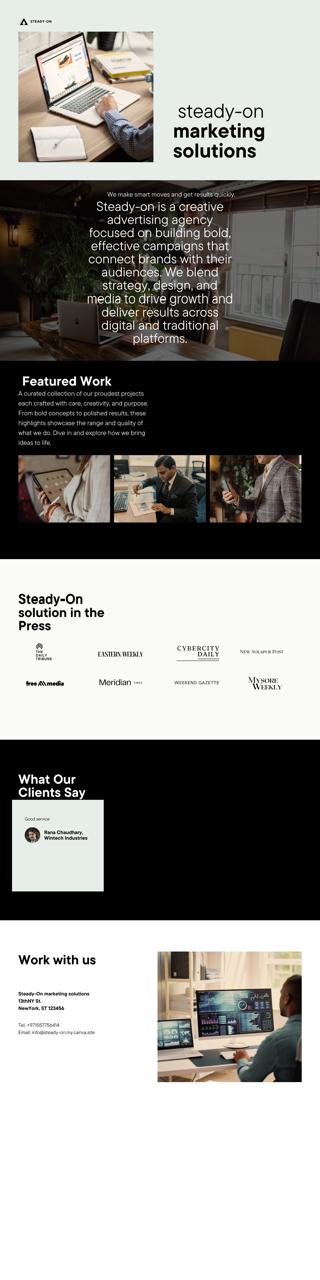 STEADY-ON
steady-on
marketing
solutions
We make smart moves and get results quickly.
Steady-on is a creative
advertising agency
focused on building bold,
effective campaigns that
connect brands with their
audiences. We blend
strategy, design, and
media to drive growth and
deliver results across
digital and traditional
platforms.
Featured Work
A curated collection of our proudest projects
each crafted with care, creativity, and purpose.
From bold concepts to polished results, these
highlights showcase the range and quality of
what we do. Dive in and explore how we bring
ideas to life.
Steady-On
solution in the
Press
THE
DAILY
TRIBUNE
EASTERN WEEKLY
CYBERCITY
DAILY
NEW SOLAPUR POST
free media
Meridian
WEEKEND GAZETTE
MYSORE
WEEKLY
What Our
Clients Say
Good service
Rana Chaudhary,
Wintech Industries
Work with us
Steady-On marketing solutions
13thNY St.
NewYork, ST 123456
Tel: +971557756414
Email: info@steady-on.my.canva.site